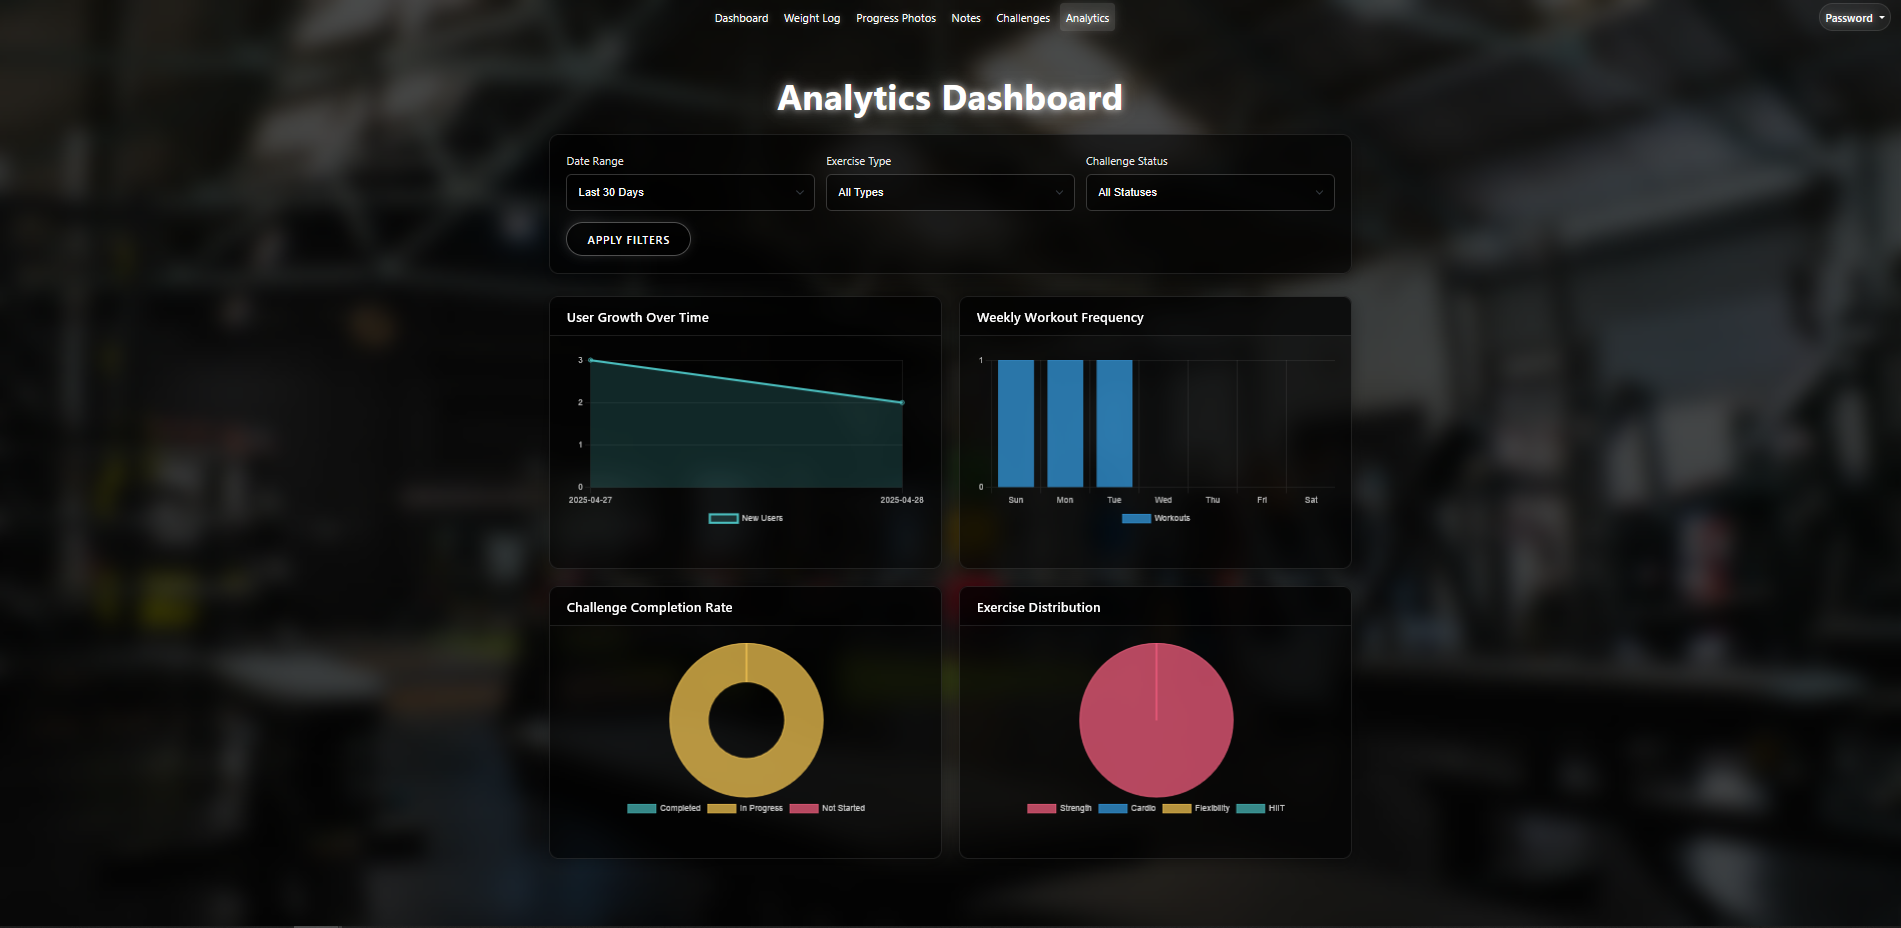 Dashboard Weight Log Progress Photos Notes Challenges Analytics Password
Analytics Dashboard
Date Range Exercise Type Challenge Status
Last 30 Days All Types All Statuses
APPLY FILTERS
User Growth Over Time
3
2
1
0
2025-04-27 2025-04-28
New Users
Weekly Workout Frequency
1
0
Sun Mon Tue Wed Thu Fri Sat
Workouts
Challenge Completion Rate
Completed In Progress Not Started
Exercise Distribution
Strength Cardio Flexibility HIIT